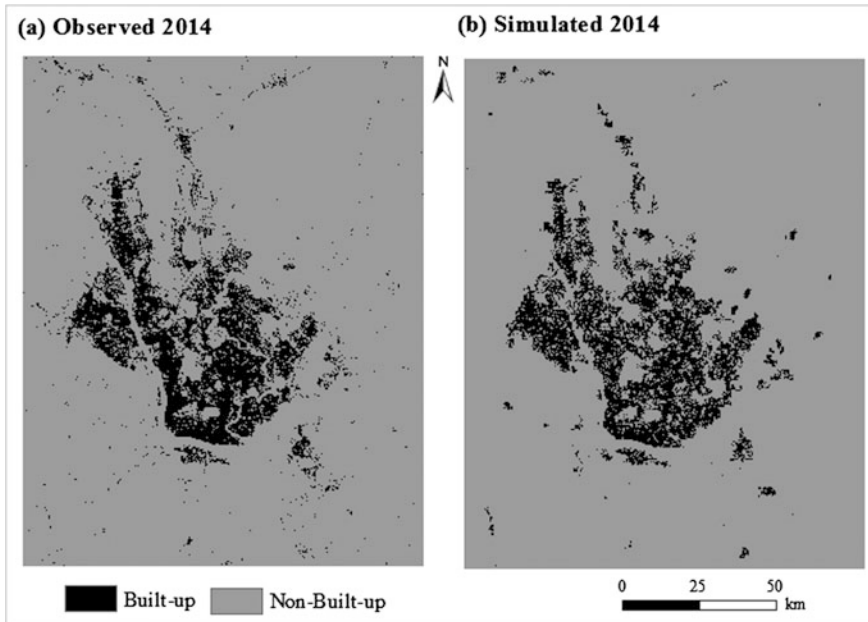 (a) Observed 2014
(b) Simulated 2014
N
Built-up
Non-Built-up
0 25 50
km